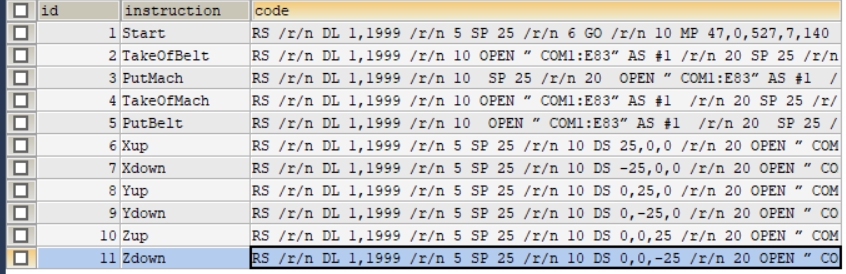 id instruction code
1 Start RS /r/n DL 1,1999 /r/n 5 SP 25 /r/n 6 GO /r/n 10 MP 47,0,527,7,140
2 TakeOfBelt RS /r/n DL 1,1999 /r/n 10 OPEN " COM1:E83" AS #1 /r/n 20 SP 25 /r/n
3 PutMach RS /r/n DL 1,1999 /r/n 10 SP 25 /r/n 20 OPEN " COM1:E83" AS #1 /
4 TakeOfMach RS /r/n DL 1,1999 /r/n 10 OPEN " COM1:E83" AS #1 /r/n 20 SP 25 /r/
5 PutBelt RS /r/n DL 1,1999 /r/n 10 OPEN " COM1:E83" AS #1 /r/n 20 SP 25 /
6 Xup RS /r/n DL 1,1999 /r/n 5 SP 25 /r/n 10 DS 25,0,0 /r/n 20 OPEN " COM
7 Xdown RS /r/n DL 1,1999 /r/n 5 SP 25 /r/n 10 DS -25,0,0 /r/n 20 OPEN " CO
8 Yup RS /r/n DL 1,1999 /r/n 5 SP 25 /r/n 10 DS 0,25,0 /r/n 20 OPEN " COM
9 Ydown RS /r/n DL 1,1999 /r/n 5 SP 25 /r/n 10 DS 0,-25,0 /r/n 20 OPEN " CO
10 Zup RS /r/n DL 1,1999 /r/n 5 SP 25 /r/n 10 DS 0,0,25 /r/n 20 OPEN " COM
11 Zdown RS /r/n DL 1,1999 /r/n 5 SP 25 /r/n 10 DS 0,0,-25 /r/n 20 OPEN " CO